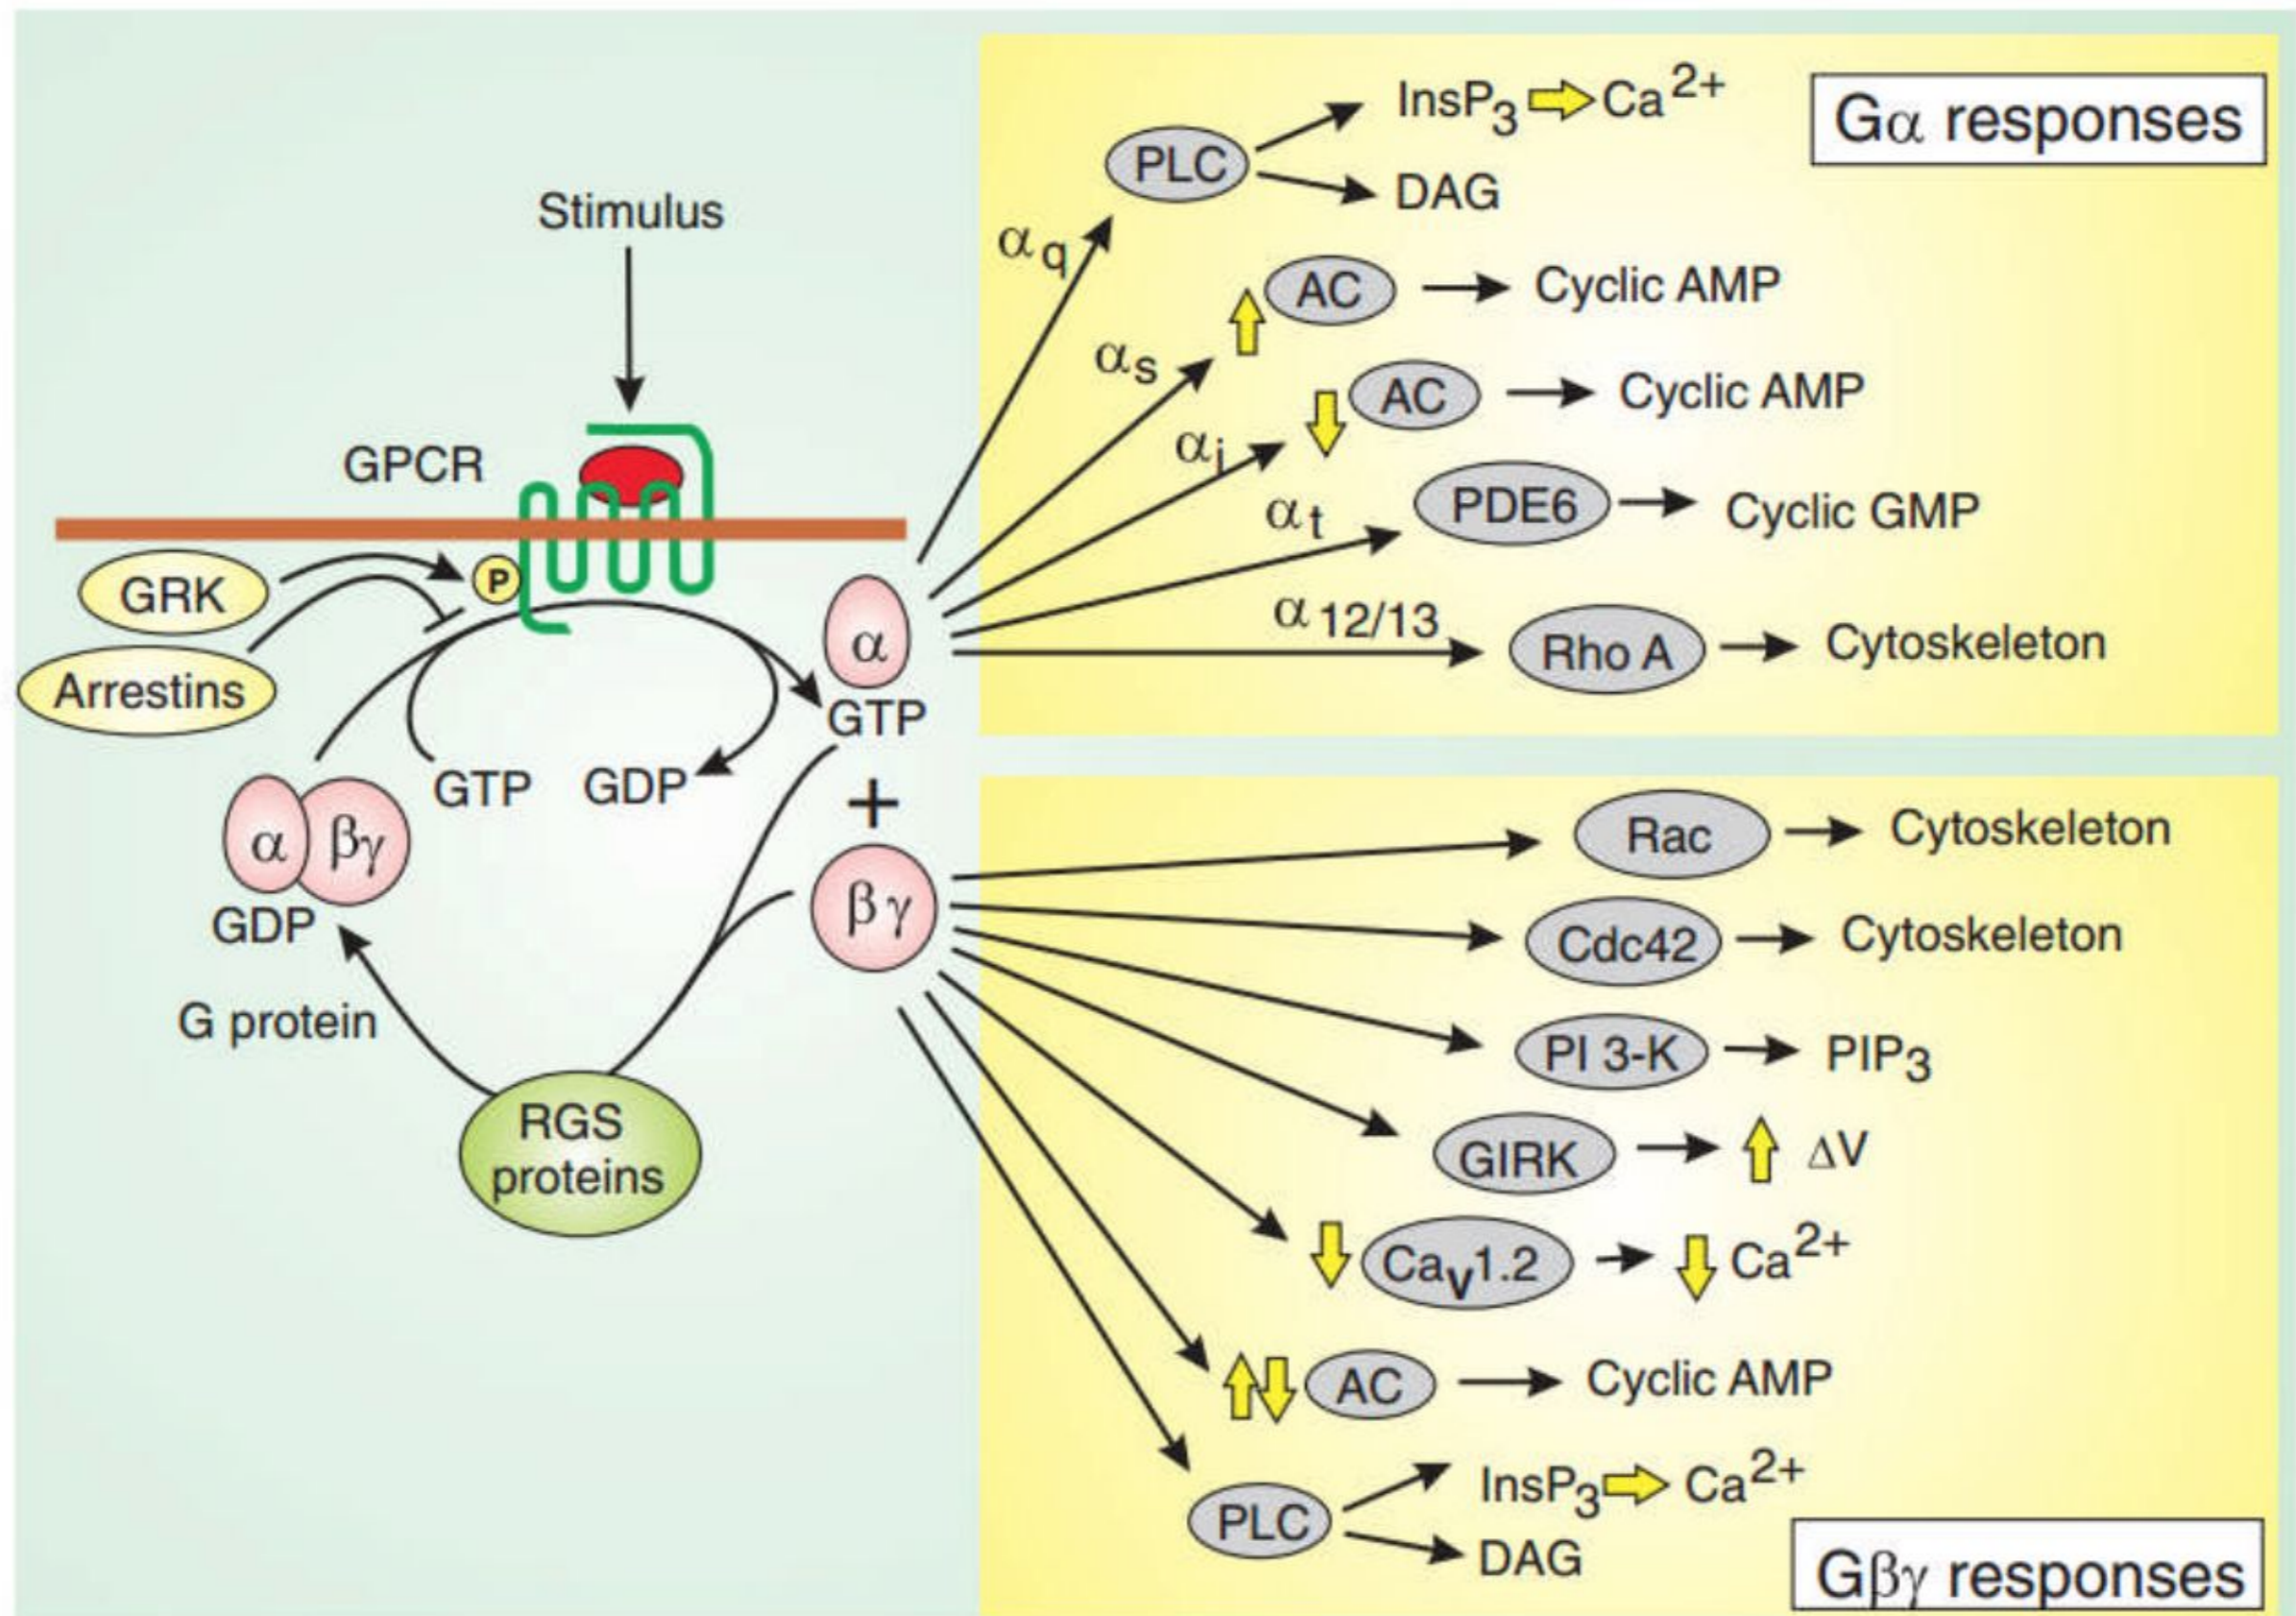 Stimulus
GPCR
GRK
P
Arrestins
GTP
GDP
α
βγ
GDP
G protein
RGS
proteins
α
GTP
+
βγ
Gα responses
αq
PLC
InsP3 Ca2+
DAG
αs
AC
Cyclic AMP
αi
AC
Cyclic AMP
αt
PDE6
Cyclic GMP
α12/13
Rho A
Cytoskeleton
Rac
Cytoskeleton
Cdc42
Cytoskeleton
PI 3-K
PIP3
GIRK
ΔV
Cav1.2
Ca2+
AC
Cyclic AMP
PLC
InsP3 Ca2+
DAG
Gβγ responses